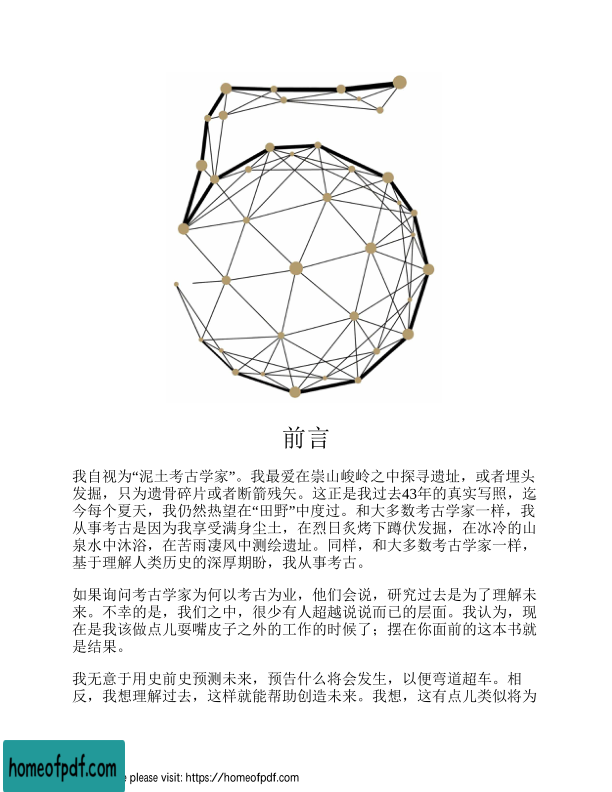 前言
我自视为“泥土考古学家”。我最爱在崇山峻岭之中探寻遗址，或者埋头
发掘，只为遗骨碎片或者断箭残矢。这正是我过去43年的真实写照，迄
今每个夏天，我仍然热望在“田野”中度过。和大多数考古学家一样，我
从事考古是因为我享受满身尘土，在烈日炙烤下蹲伏发掘，在冰冷的山
泉水中沐浴，在苦雨凄风中测绘遗址。同样，和大多数考古学家一样，
基于理解人类历史的深厚期盼，我从事考古。
如果询问考古学家为何以考古为业，他们会说，研究过去是为了理解未
来。不幸的是，我们之中，很少有人超越说说而已的层面。我认为，现
在是我该做点儿耍嘴皮子之外的工作的时候了；摆在你面前的这本书就
是结果。
我无意于用史前史预测未来，预告什么将会发生，以便弯道超车。相
反，我想理解过去，这样就能帮助创造未来。我想，这有点儿类似将为
homeofpdf.com
e please visit: https://homeofpdf.com